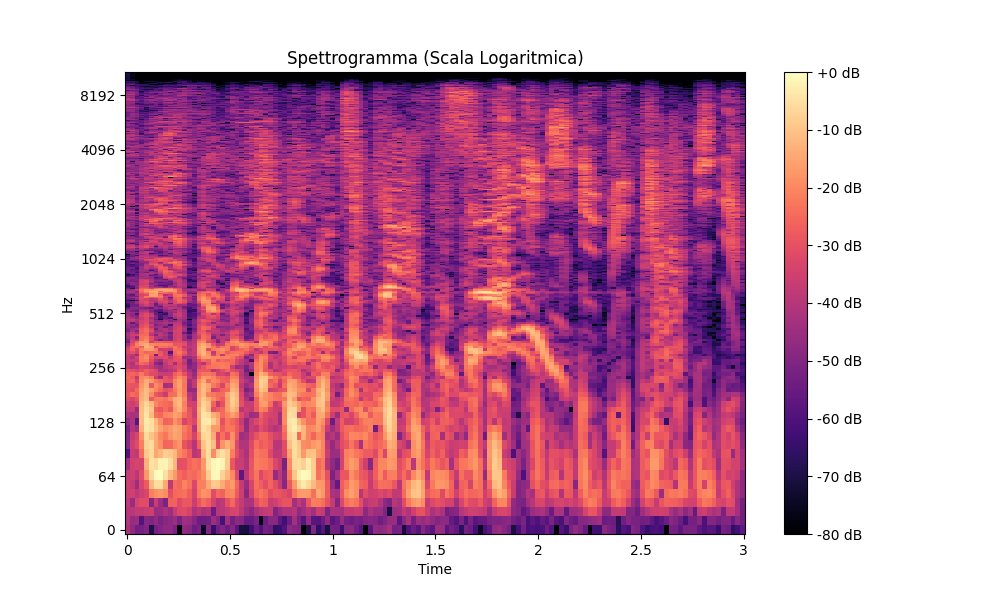 Spettrogramma (Scala Logaritmica)
Hz
8192
4096
2048
1024
512
256
128
64
0
0
0.5
1
1.5
2
2.5
3
Time
+0 dB
-10 dB
-20 dB
-30 dB
-40 dB
-50 dB
-60 dB
-70 dB
-80 dB